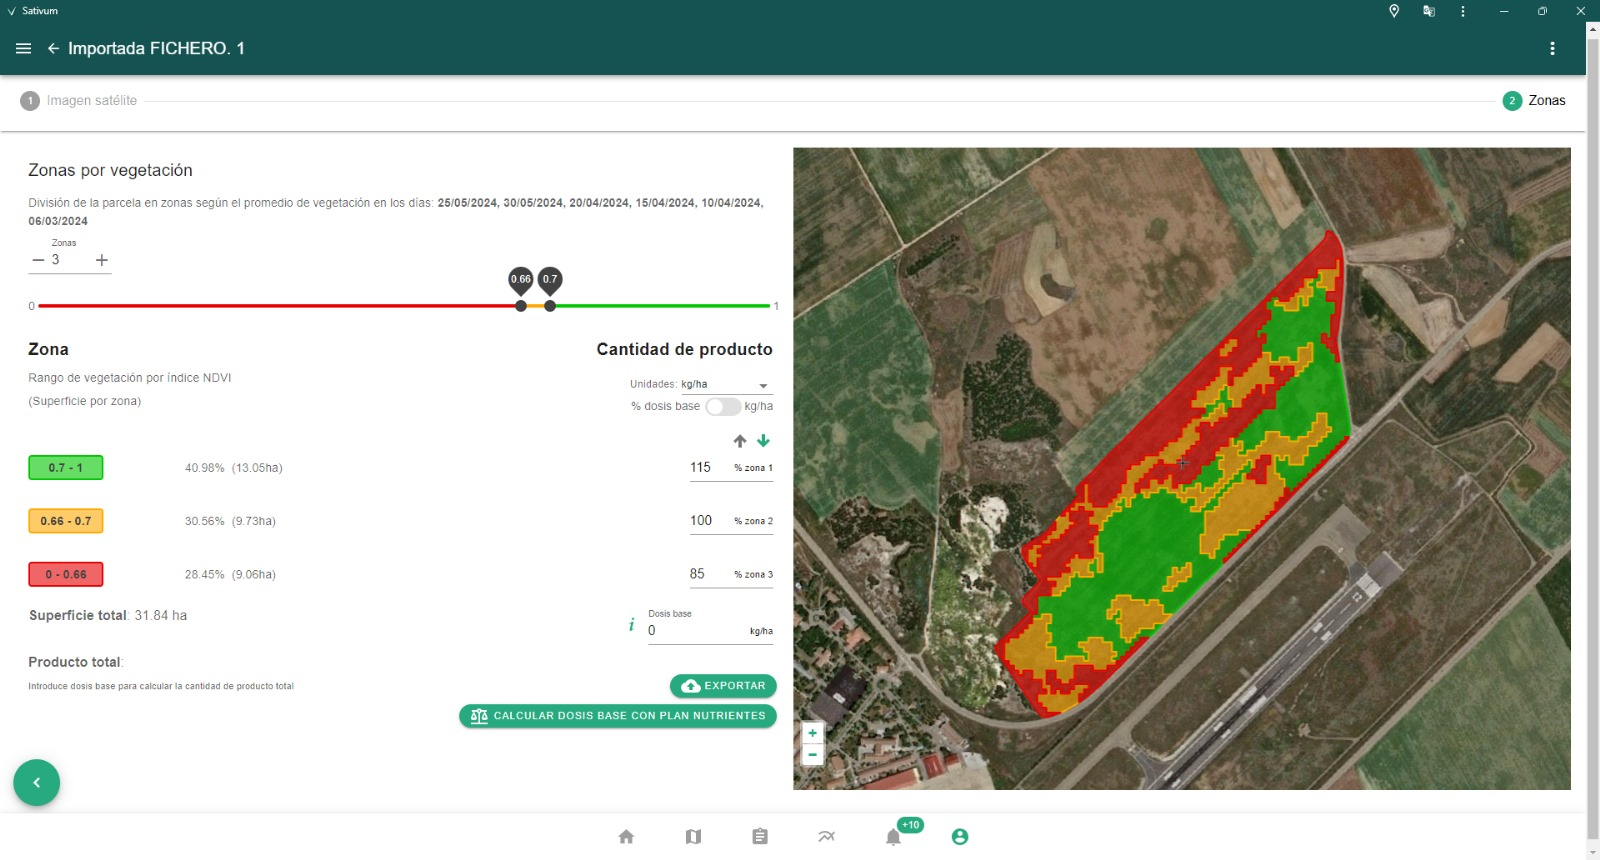 Sativum
Importada FICHERO. 1
1 Imagen satélite
2 Zonas
Zonas por vegetación
División de la parcela en zonas según el promedio de vegetación en los días: 25/05/2024, 30/05/2024, 20/04/2024, 15/04/2024, 10/04/2024,
06/03/2024
Zonas
3
0.66 0.7
0 1
Zona Cantidad de producto
Rango de vegetación por índice NDVI
(Superficie por zona)
Unidades: kg/ha
% dosis base kg/ha
0.7 - 1 40.98% (13.05ha) 115 % zona 1
0.66 - 0.7 30.56% (9.73ha) 100 % zona 2
0 - 0.66 28.45% (9.06ha) 85 % zona 3
Superficie total: 31.84 ha
Dosis base
i 0 kg/ha
Producto total:
Introduce dosis base para calcular la cantidad de producto total
EXPORTAR
CALCULAR DOSIS BASE CON PLAN NUTRIENTES
+
−
+10